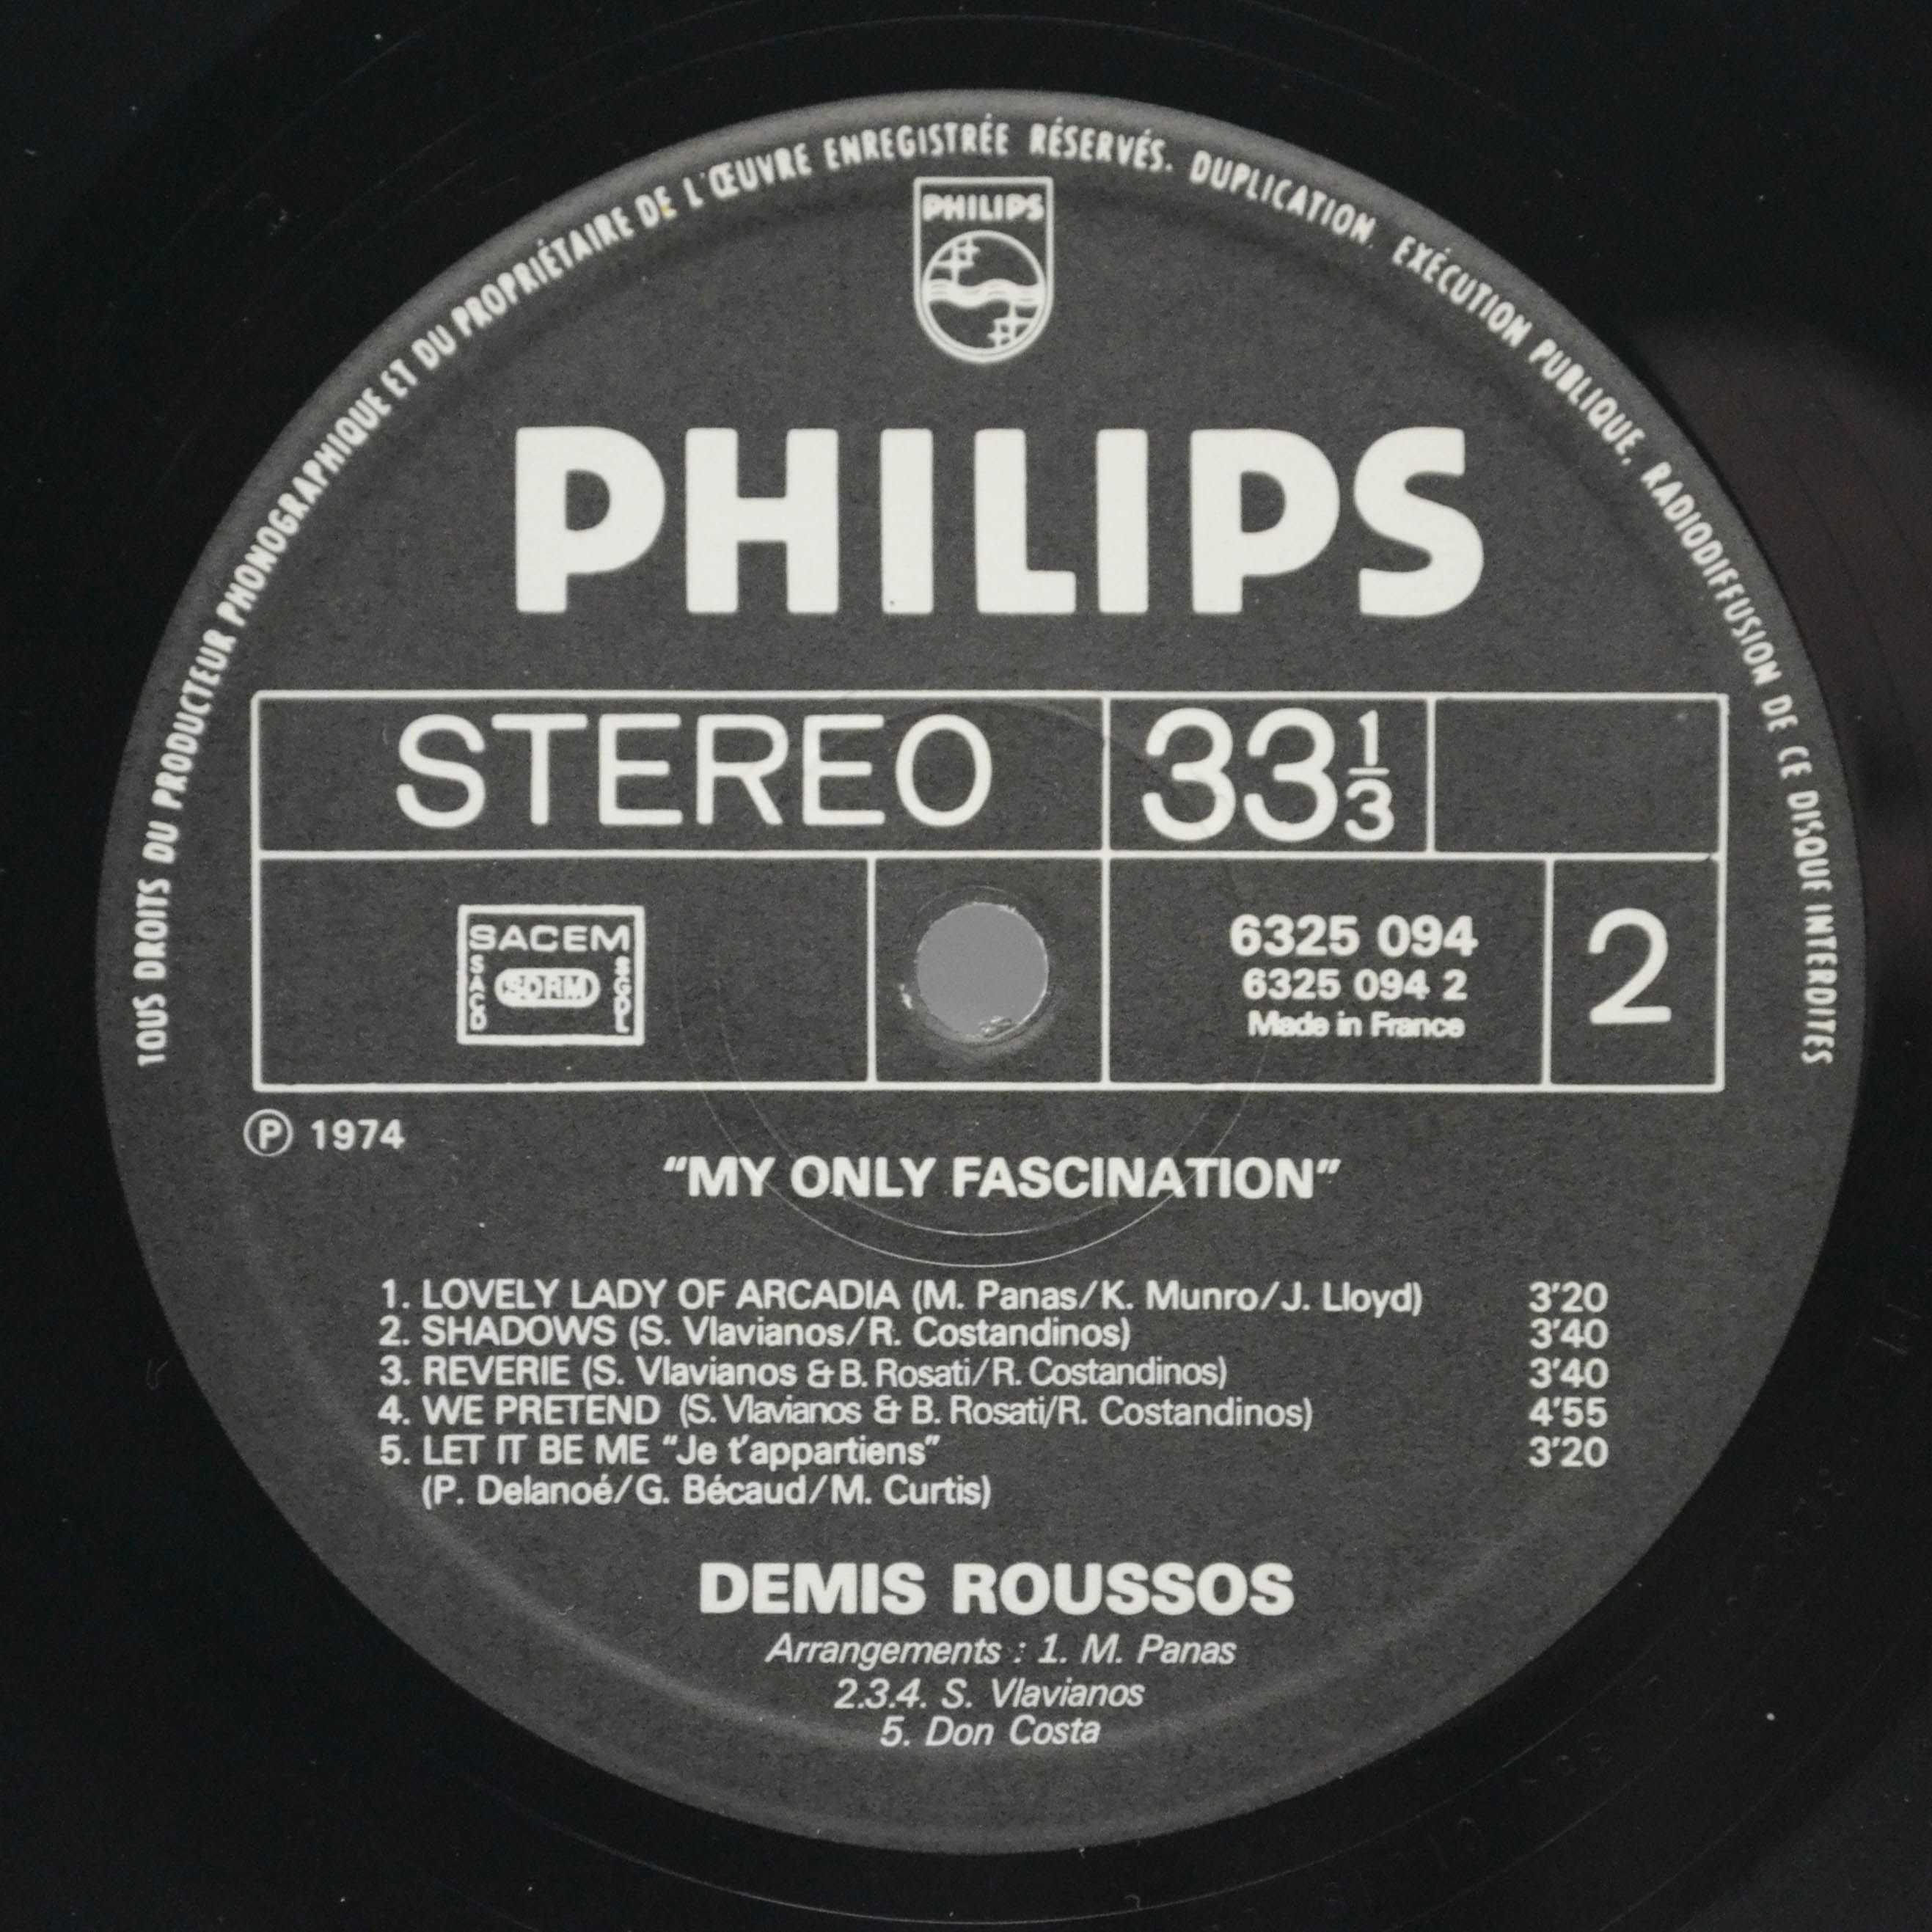 TOUS DROITS DU PRODUCTEUR PHONOGRAPHIQUE ET DU PROPRIÉTAIRE DE L'ŒUVRE ENREGISTRÉE RÉSERVÉS. DUPLICATION, EXÉCUTION PUBLIQUE, RADIODIFFUSION DE CE DISQUE INTERDITES
PHILIPS
PHILIPS
STEREO 33 1/3
SACEM
SACD SDRM SGDL
6325 094
6325 094 2
Made in France
2
℗ 1974
“MY ONLY FASCINATION”
1. LOVELY LADY OF ARCADIA (M. Panas/K. Munro/J. Lloyd) 3'20
2. SHADOWS (S. Vlavianos/R. Costandinos) 3'40
3. REVERIE (S. Vlavianos & B. Rosati/R. Costandinos) 3'40
4. WE PRETEND (S. Vlavianos & B. Rosati/R. Costandinos) 4'55
5. LET IT BE ME “Je t'appartiens” 3'20
(P. Delanoé/G. Bécaud/M. Curtis)
DEMIS ROUSSOS
Arrangements : 1. M. Panas
2.3.4. S. Vlavianos
5. Don Costa